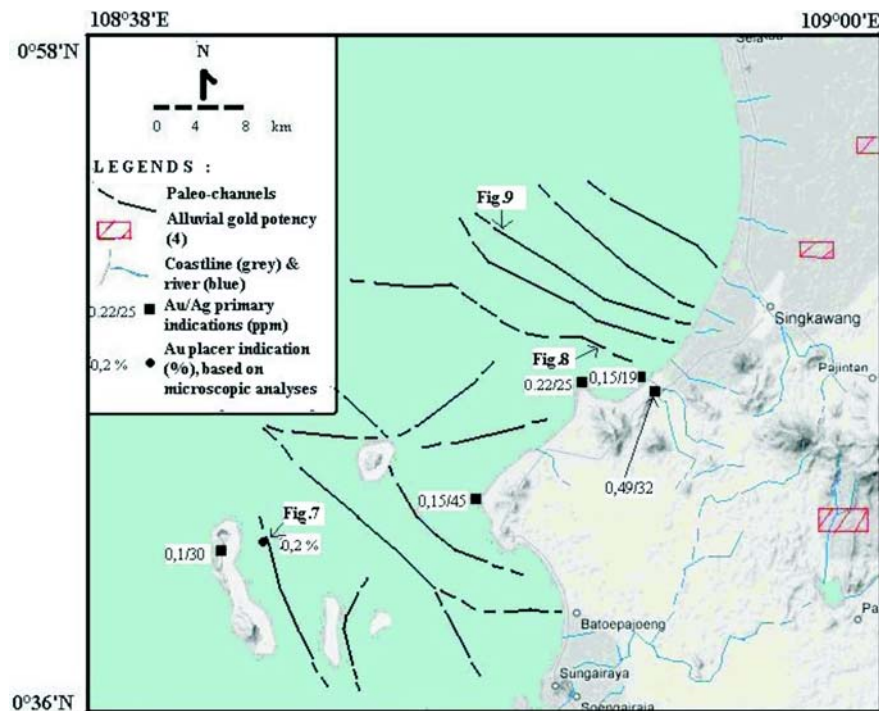 108°38'E
109°00'E
0°58'N
N
0 4 8 km
LEGENDS :
Paleo-channels
Alluvial gold potency
(4)
Coastline (grey) &
river (blue)
0.22/25
Au/Ag primary
indications (ppm)
0,2 %
Au placer indication
(%), based on
microscopic analyses
Fig.9
Singkawang
Fig.8
Pajintan
0.22/25
0,15/19
0,49/32
0,15/45
Fig.7
0,2 %
0,1/30
Batoepajoeng
Pa
Sungairaya
0°36'N